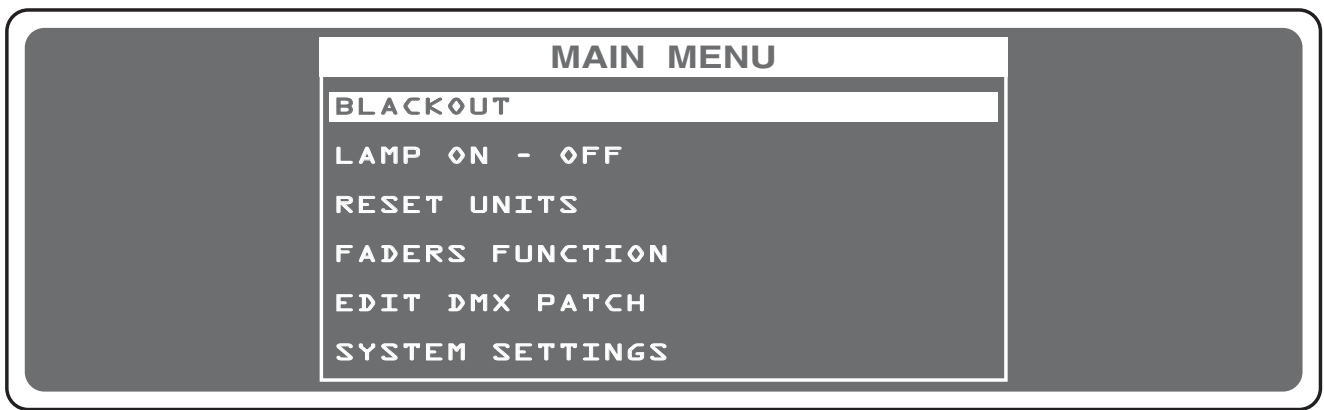 MAIN MENU
BLACKOUT
LAMP ON - OFF
RESET UNITS
FADERS FUNCTION
EDIT DMX PATCH
SYSTEM SETTINGS